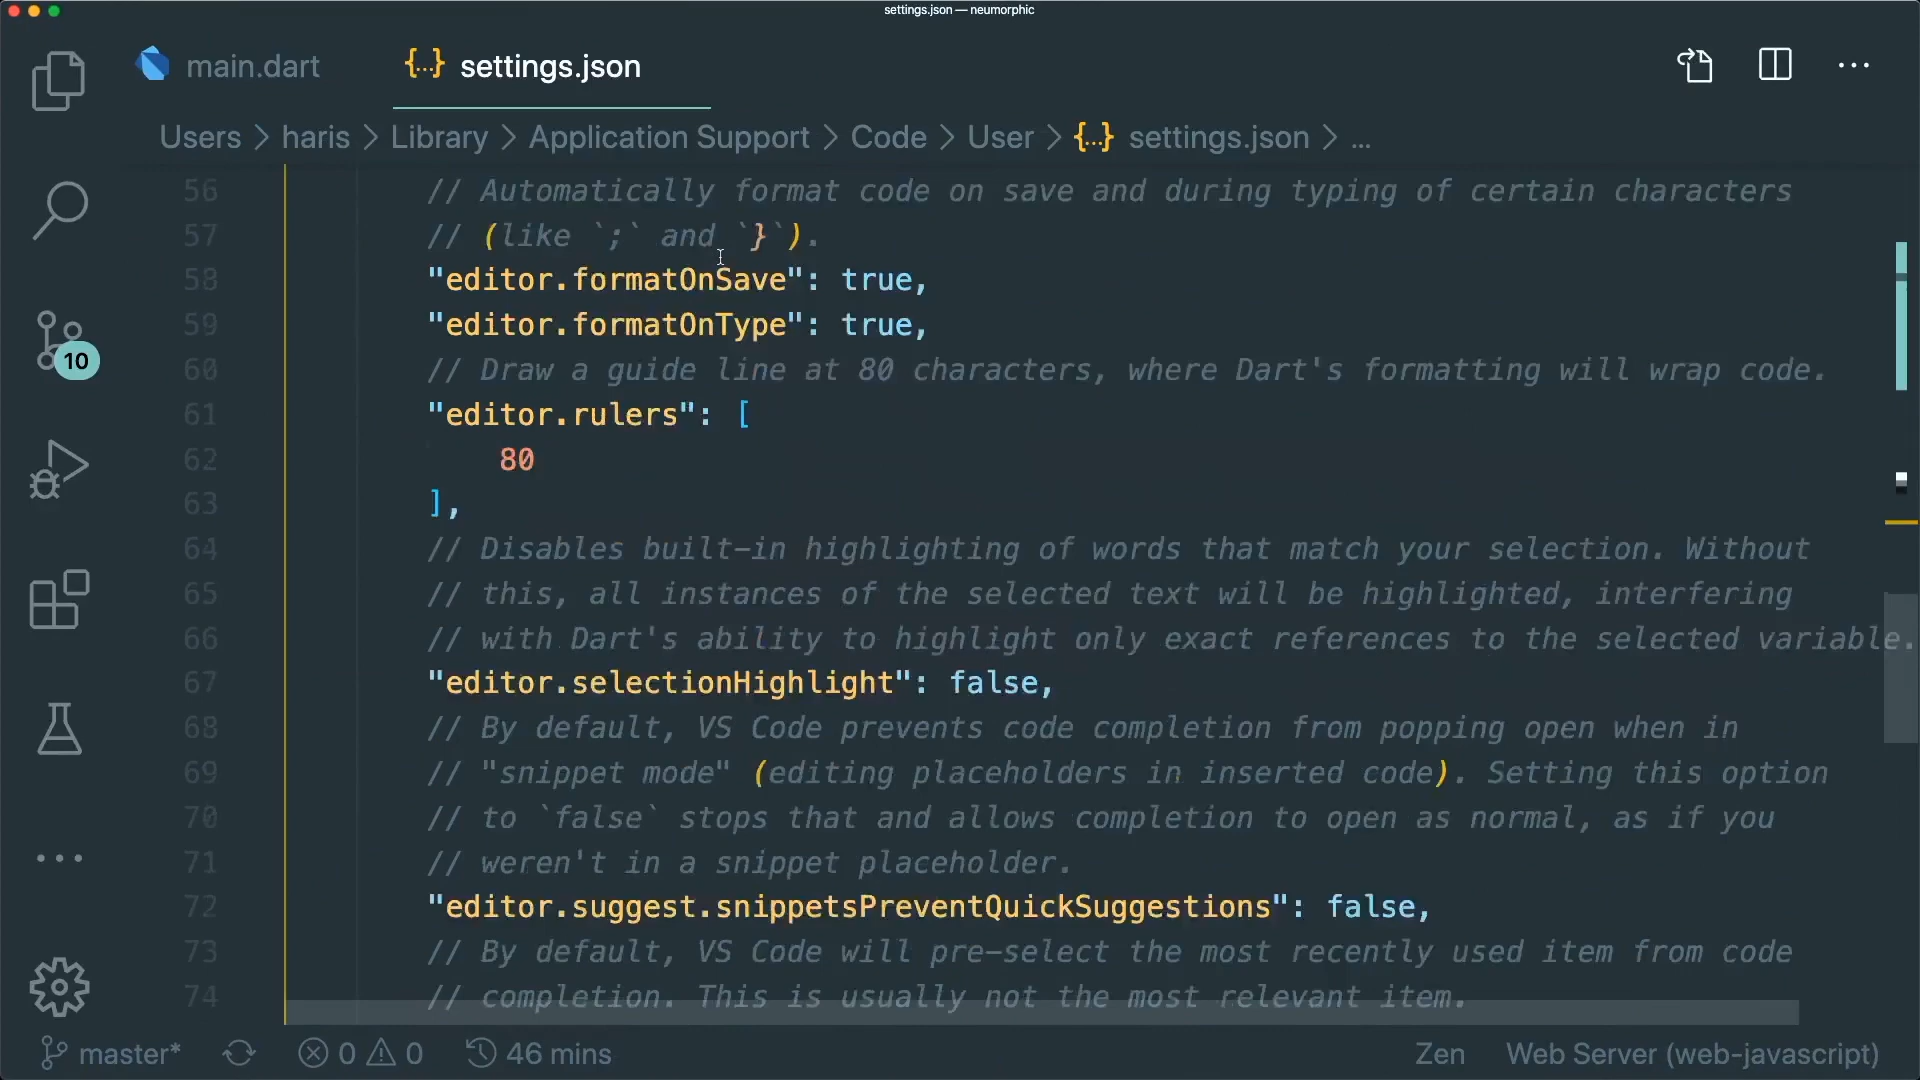 settings.json — neumorphic
main.dart
{...} settings.json
Users > haris > Library > Application Support > Code > User > {...} settings.json > ...
56 // Automatically format code on save and during typing of certain characters
57 // (like `;` and `}`).
58 "editor.formatOnSave": true,
59 "editor.formatOnType": true,
60 // Draw a guide line at 80 characters, where Dart's formatting will wrap code.
61 "editor.rulers": [
62 80
63 ],
64 // Disables built-in highlighting of words that match your selection. Without
65 // this, all instances of the selected text will be highlighted, interfering
66 // with Dart's ability to highlight only exact references to the selected variable.
67 "editor.selectionHighlight": false,
68 // By default, VS Code prevents code completion from popping open when in
69 // "snippet mode" (editing placeholders in inserted code). Setting this option
70 // to `false` stops that and allows completion to open as normal, as if you
71 // weren't in a snippet placeholder.
72 "editor.suggest.snippetsPreventQuickSuggestions": false,
73 // By default, VS Code will pre-select the most recently used item from code
74 // completion. This is usually not the most relevant item.
10
master* 0 0 46 mins Zen Web Server (web-javascript)